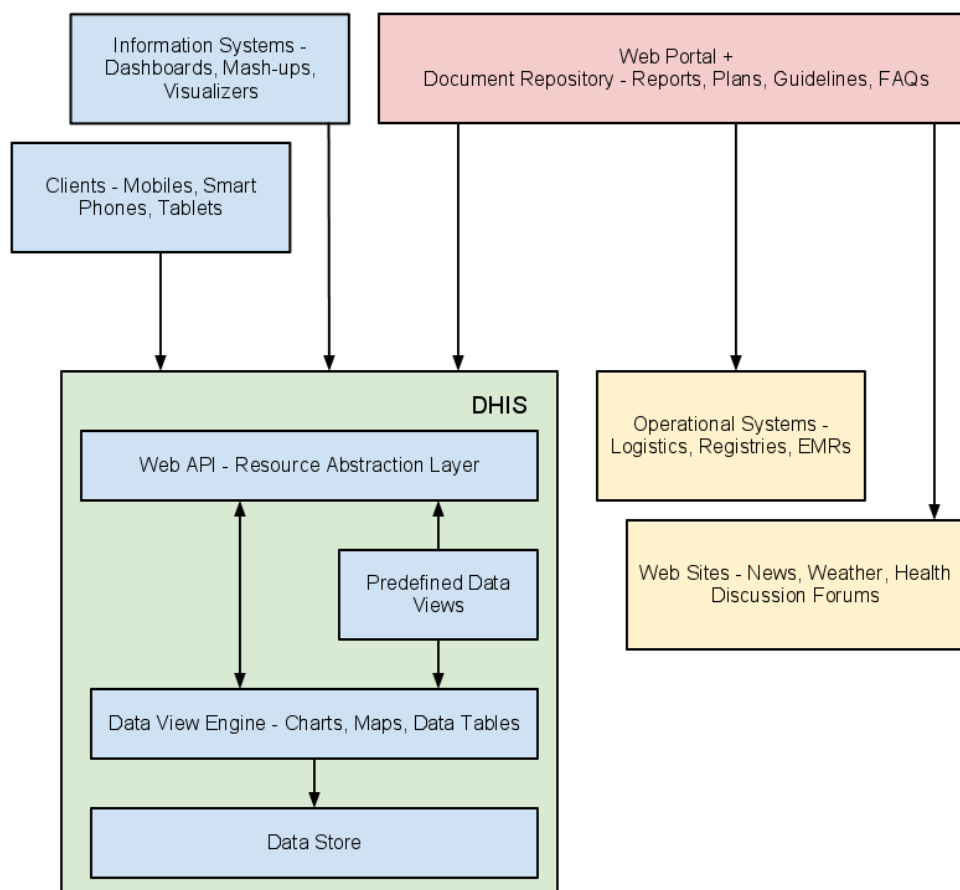 Information Systems -
Dashboards, Mash-ups,
Visualizers
Web Portal +
Document Repository - Reports, Plans, Guidelines, FAQs
Clients - Mobiles, Smart
Phones, Tablets
DHIS
Web API - Resource Abstraction Layer
Predefined Data
Views
Data View Engine - Charts, Maps, Data Tables
Data Store
Operational Systems -
Logistics, Registries, EMRs
Web Sites - News, Weather, Health
Discussion Forums